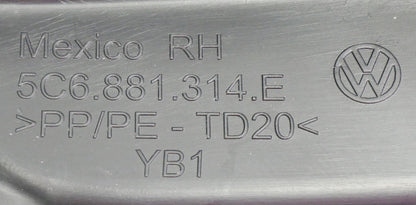 Mexico RH
5C6.881.314.E
>PP/PE - TD20<
YB1